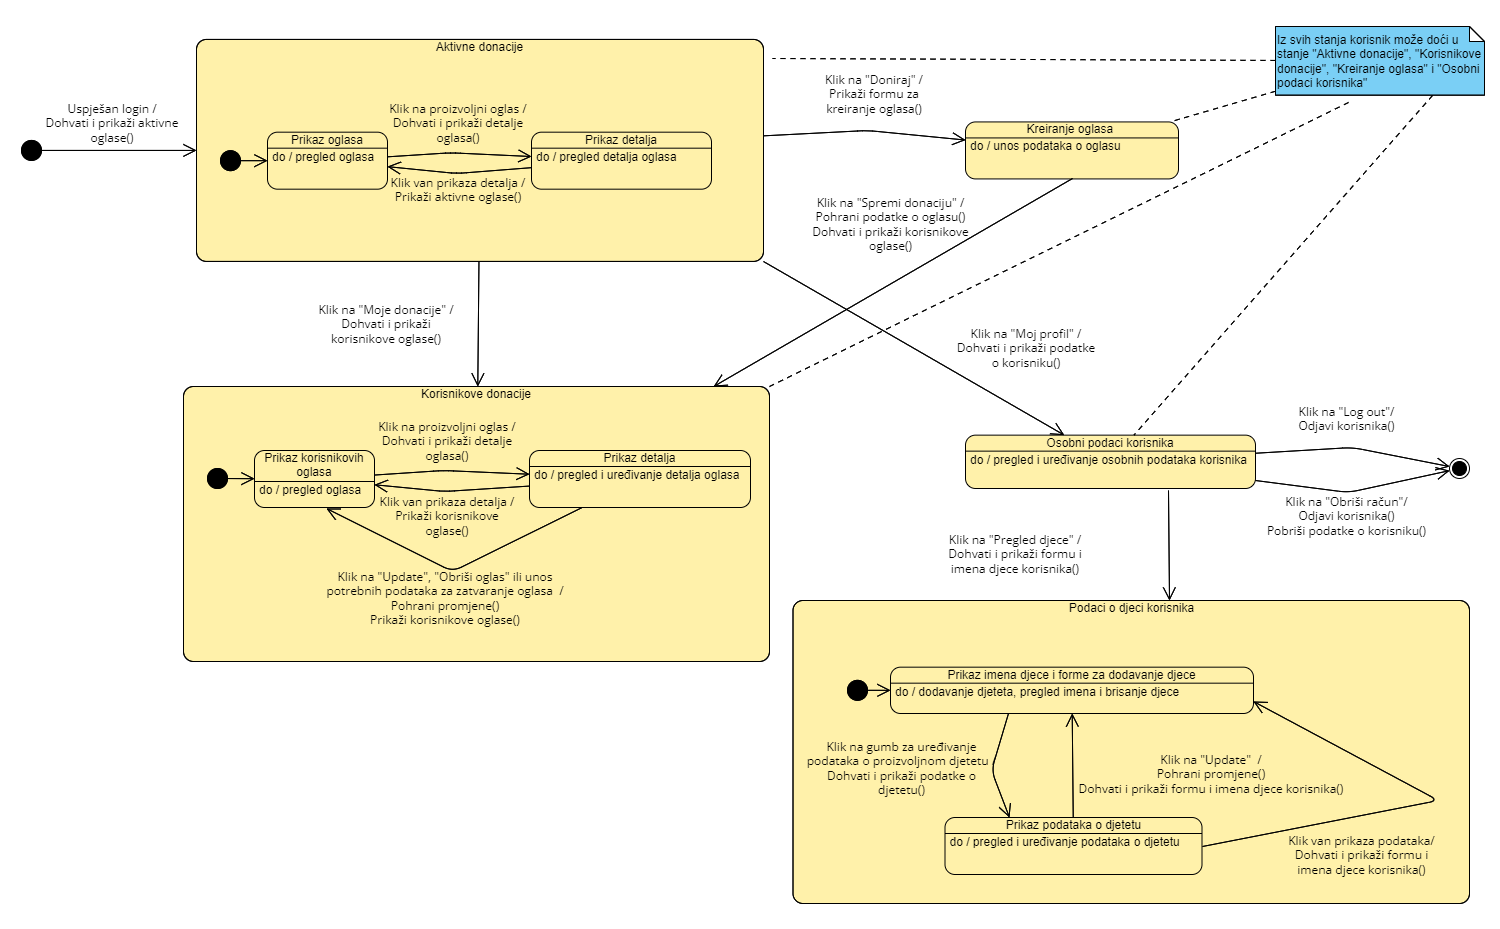 Iz svih stanja korisnik može doći u
stanje "Aktivne donacije", "Korisnikove
donacije", "Kreiranje oglasa" i "Osobni
podaci korisnika"
Uspješan login /
Dohvati i prikaži aktivne
oglase()
Aktivne donacije
Klik na proizvoljni oglas /
Dohvati i prikaži detalje
oglasa()
Prikaz oglasa
do / pregled oglasa
Prikaz detalja
do / pregled detalja oglasa
Klik van prikaza detalja /
Prikaži aktivne oglase()
Klik na "Doniraj" /
Prikaži formu za
kreiranje oglasa()
Kreiranje oglasa
do / unos podataka o oglasu
Klik na "Spremi donaciju" /
Pohrani podatke o oglasu()
Dohvati i prikaži korisnikove
oglase()
Klik na "Moje donacije" /
Dohvati i prikaži
korisnikove oglase()
Klik na "Moj profil" /
Dohvati i prikaži podatke
o korisniku()
Korisnikove donacije
Klik na proizvoljni oglas /
Dohvati i prikaži detalje
oglasa()
Prikaz korisnikovih
oglasa
do / pregled oglasa
Prikaz detalja
do / pregled i uređivanje detalja oglasa
Klik van prikaza detalja /
Prikaži korisnikove
oglase()
Klik na "Update", "Obriši oglas" ili unos
potrebnih podataka za zatvaranje oglasa /
Pohrani promjene()
Prikaži korisnikove oglase()
Osobni podaci korisnika
do / pregled i uređivanje osobnih podataka korisnika
Klik na "Log out"/
Odjavi korisnika()
Klik na "Obriši račun"/
Odjavi korisnika()
Pobriši podatke o korisniku()
Klik na "Pregled djece" /
Dohvati i prikaži formu i
imena djece korisnika()
Podaci o djeci korisnika
Prikaz imena djece i forme za dodavanje djece
do / dodavanje djeteta, pregled imena i brisanje djece
Klik na gumb za uređivanje
podataka o proizvoljnom djetetu
Dohvati i prikaži podatke o
djetetu()
Klik na "Update" /
Pohrani promjene()
Dohvati i prikaži formu i imena djece korisnika()
Prikaz podataka o djetetu
do / pregled i uređivanje podataka o djetetu
Klik van prikaza podataka/
Dohvati i prikaži formu i
imena djece korisnika()